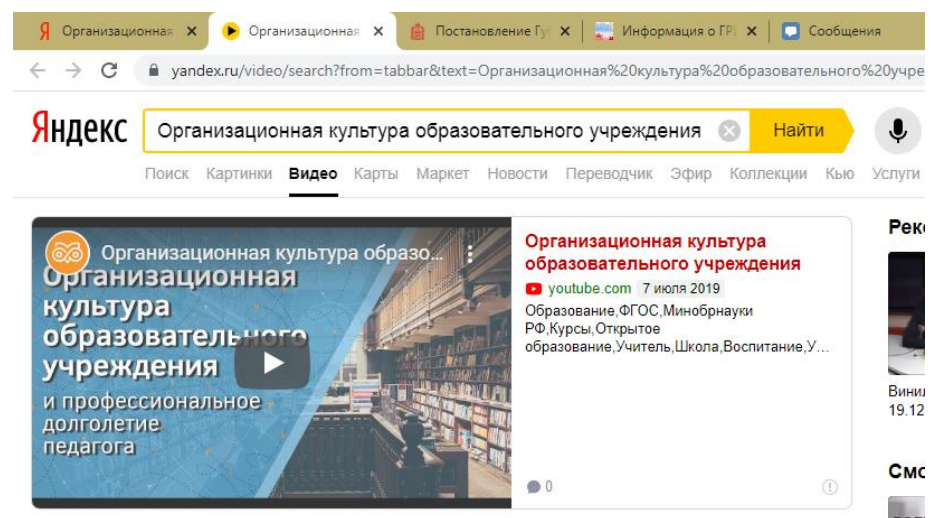 Я Организационная × Организационная × Постановление Гу × Информация о ГР × Сообщения
yandex.ru/video/search?from=tabbar&text=Организационная%20культура%20образовательного%20учре
Яндекс Организационная культура образовательного учреждения Найти
Поиск Картинки Видео Карты Маркет Новости Переводчик Эфир Коллекции Кью Услуги
Организационная культура образо...
Организационная
культура
образовательного
учреждения
и профессиональное
долголетие
педагога
Организационная культура
образовательного учреждения
youtube.com 7 июля 2019
Образование,ФГОС,Минобрнауки
РФ,Курсы,Открытое
образование,Учитель,Школа,Воспитание,У...
0
Рек
Вини
19.12
Смо